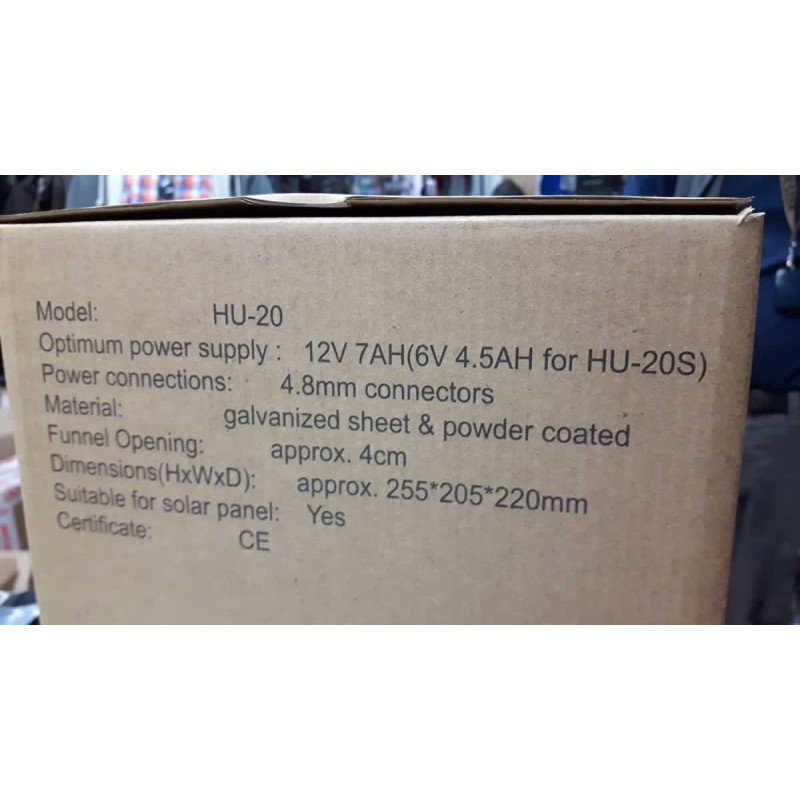 Model: HU-20
Optimum power supply : 12V 7AH(6V 4.5AH for HU-20S)
Power connections: 4.8mm connectors
Material: galvanized sheet & powder coated
Funnel Opening: approx. 4cm
Dimensions(HxWxD): approx. 255*205*220mm
Suitable for solar panel: Yes
Certificate: CE